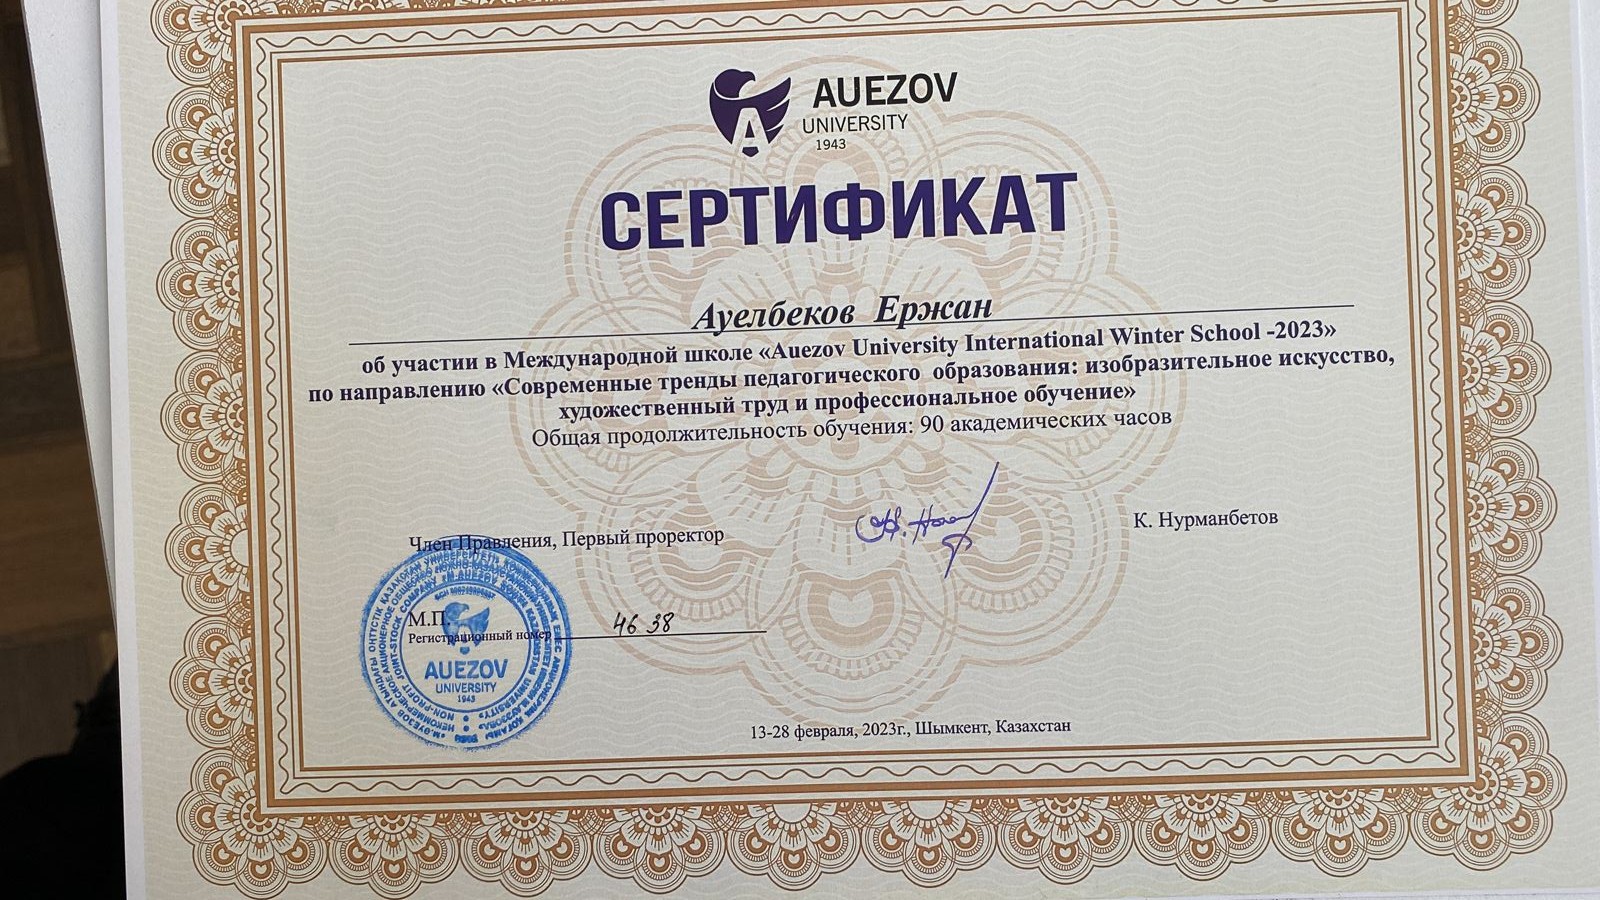 AUEZOV
UNIVERSITY
1943
СЕРТИФИКАТ
Ауелбеков Ержан
об участии в Международной школе «Auezov University International Winter School -2023»
по направлению «Современные тренды педагогического образования: изобразительное искусство,
художественный труд и профессиональное обучение»
Общая продолжительность обучения: 90 академических часов
Член Правления, Первый проректор
К. Нурманбетов
М.П.
Регистрационный номер 46 38
AUEZOV
UNIVERSITY
1943
13-28 февраля, 2023г., Шымкент, Казахстан